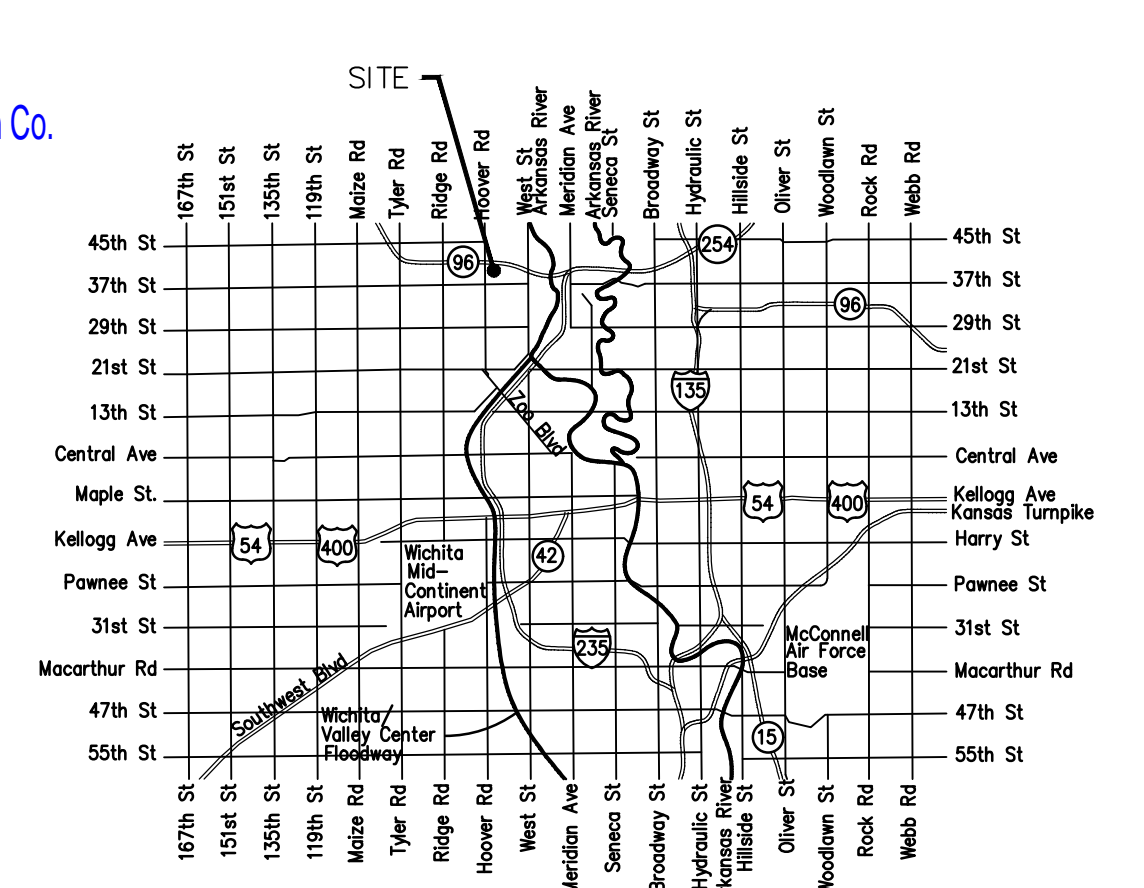 SITE
Co.
167th St
151st St
135th St
119th St
Maize Rd
Tyler Rd
Ridge Rd
Hoover Rd
West St
Arkansas River
Meridian Ave
Arkansas River
Seneca St
Broadway St
Hydraulic St
Hillside St
Oliver St
Woodlawn St
Rock Rd
Webb Rd
45th St
254
45th St
96
37th St
37th St
96
29th St
29th St
21st St
21st St
135
13th St
13th St
Zoo Blvd
Central Ave
Central Ave
Maple St.
54
400
Kellogg Ave
Kansas Turnpike
Kellogg Ave
54
400
Harry St
Wichita
Mid-
Continent
Airport
42
Pawnee St
Pawnee St
31st St
31st St
235
McConnell
Air Force
Base
Macarthur Rd
Macarthur Rd
Southwest Blvd
47th St
47th St
Wichita/
Valley Center
Floodway
15
55th St
55th St
167th St
151st St
135th St
119th St
Maize Rd
Tyler Rd
Ridge Rd
Hoover Rd
West St
Meridian Ave
Seneca St
Broadway St
Hydraulic St
Arkansas River
Hillside St
Oliver St
Woodlawn St
Rock Rd
Webb Rd